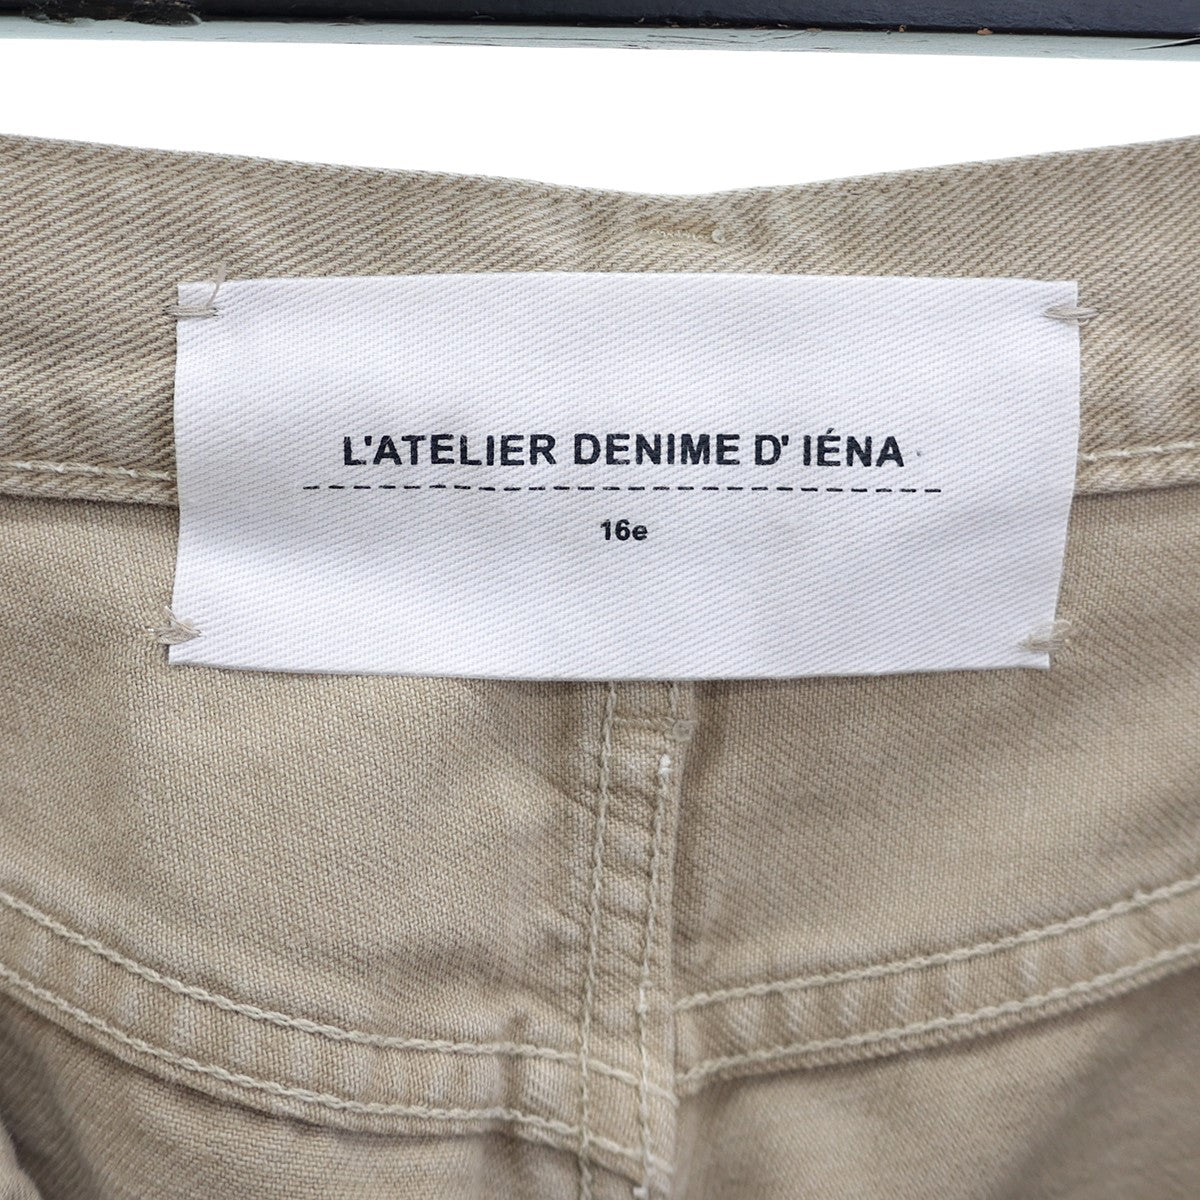 L'ATELIER DENIME D' IÉNA
16e